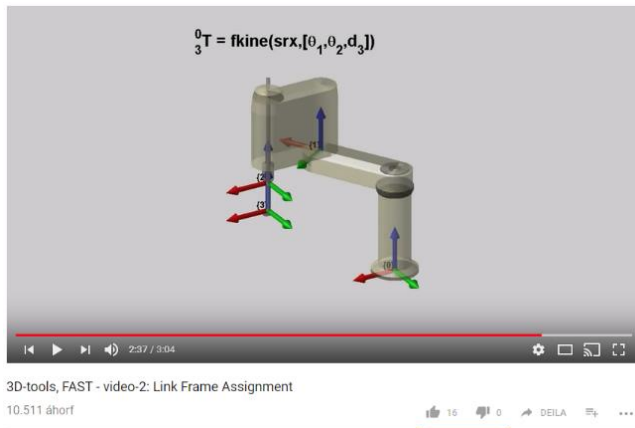 ⁰₃T = fkine(srx,[θ₁,θ₂,d₃])
{1}
{2}
{3}
{0}
2:37 / 3:04
3D-tools, FAST - video-2: Link Frame Assignment
10.511 áhorf
16
0
DEILA